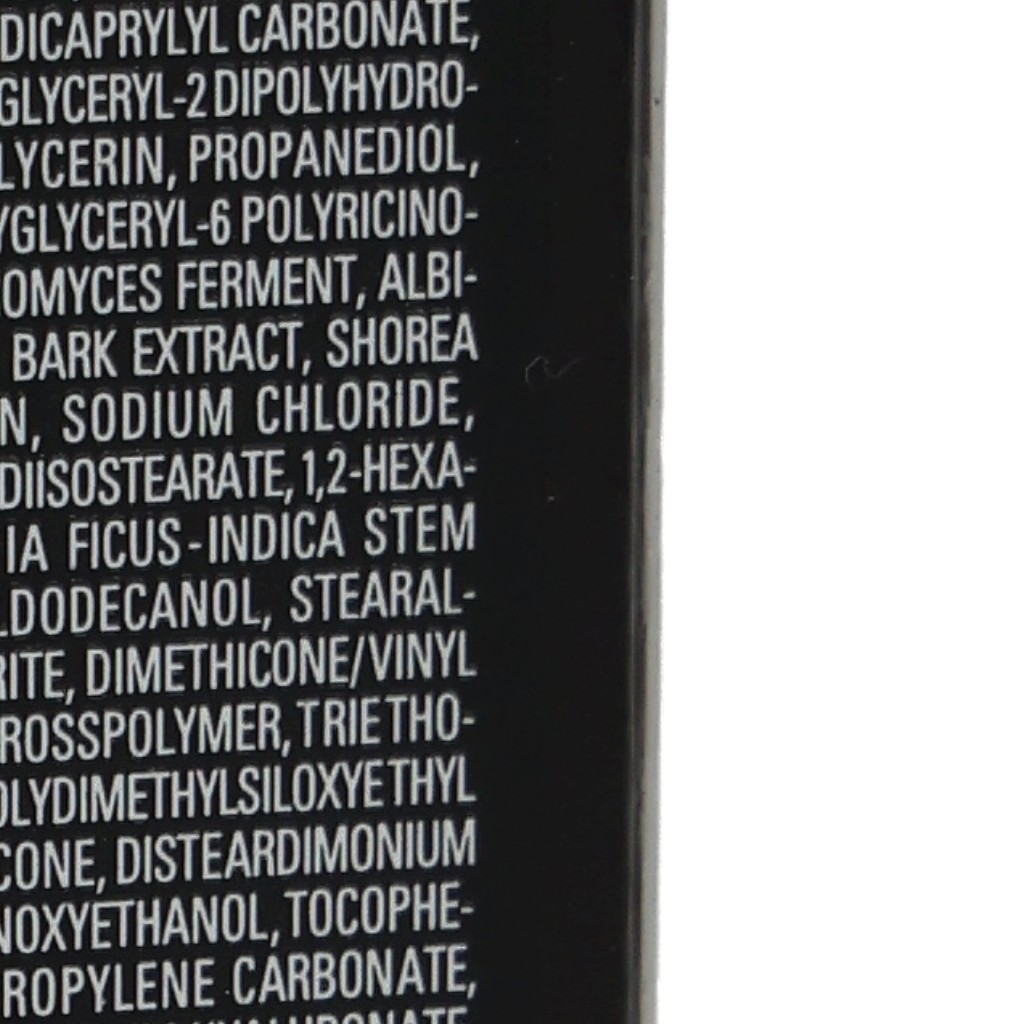 DICAPRYLYL CARBONATE,
GLYCERYL-2 DIPOLYHYDRO-
LYCERIN, PROPANEDIOL,
YGLYCERYL-6 POLYRICINO-
OMYCES FERMENT, ALBI-
BARK EXTRACT, SHOREA
N, SODIUM CHLORIDE,
DIISOSTEARATE, 1,2-HEXA-
IA FICUS-INDICA STEM
LDODECANOL, STEARAL-
RITE, DIMETHICONE/VINYL
ROSSPOLYMER, TRIETHO-
OLYDIMETHYLSILOXYETHYL
CONE, DISTEARDIMONIUM
NOXYETHANOL, TOCOPHE-
ROPYLENE CARBONATE,